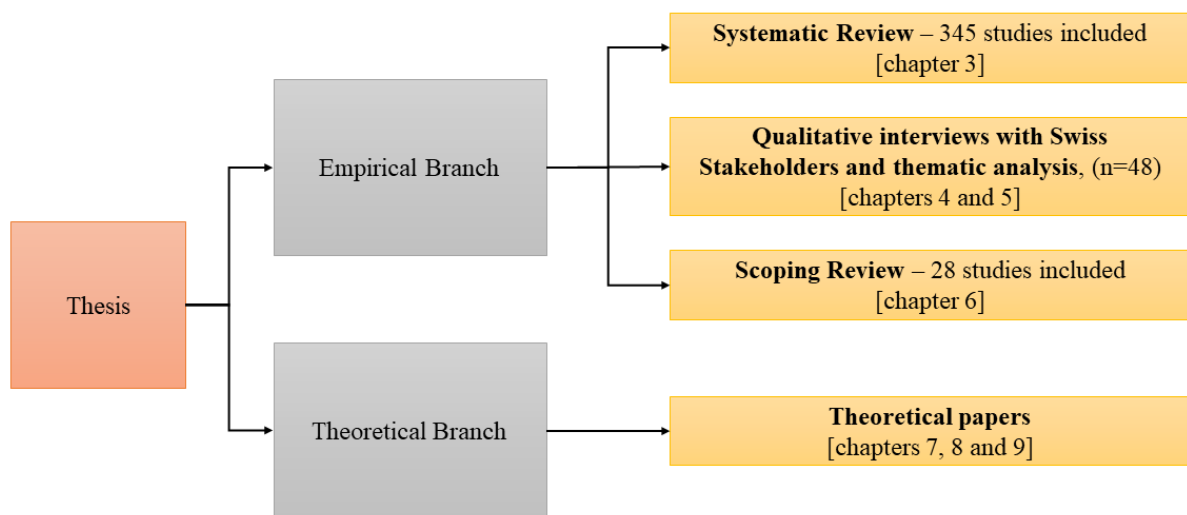 Systematic Review – 345 studies included
[chapter 3]
Empirical Branch
Qualitative interviews with Swiss
Stakeholders and thematic analysis, (n=48)
[chapters 4 and 5]
Scoping Review – 28 studies included
[chapter 6]
Thesis
Theoretical Branch
Theoretical papers
[chapters 7, 8 and 9]